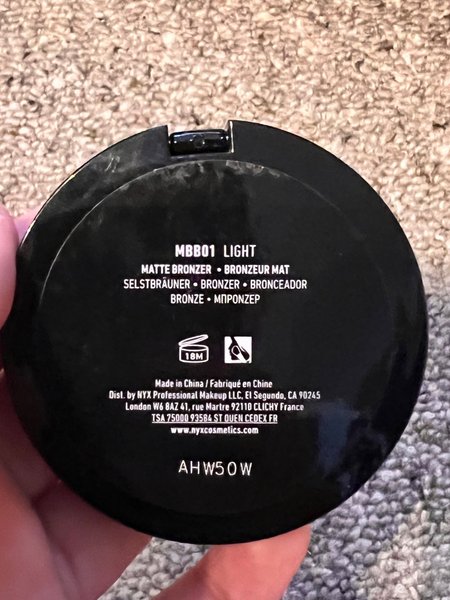 MBB01 LIGHT
MATTE BRONZER • BRONZEUR MAT
SELSTBRÄUNER • BRONZER • BRONCEADOR
BRONZE • ΜΠΡΟΝΖΕΡ
18M
Made in China / Fabriqué en Chine
Dist. by NYX Professional Makeup LLC, El Segundo, CA 90245
London W6 8AZ 41, rue Martre 92110 CLICHY France
TSA 75000 93584 ST OUEN CEDEX FR
www.nyxcosmetics.com
AHW50W